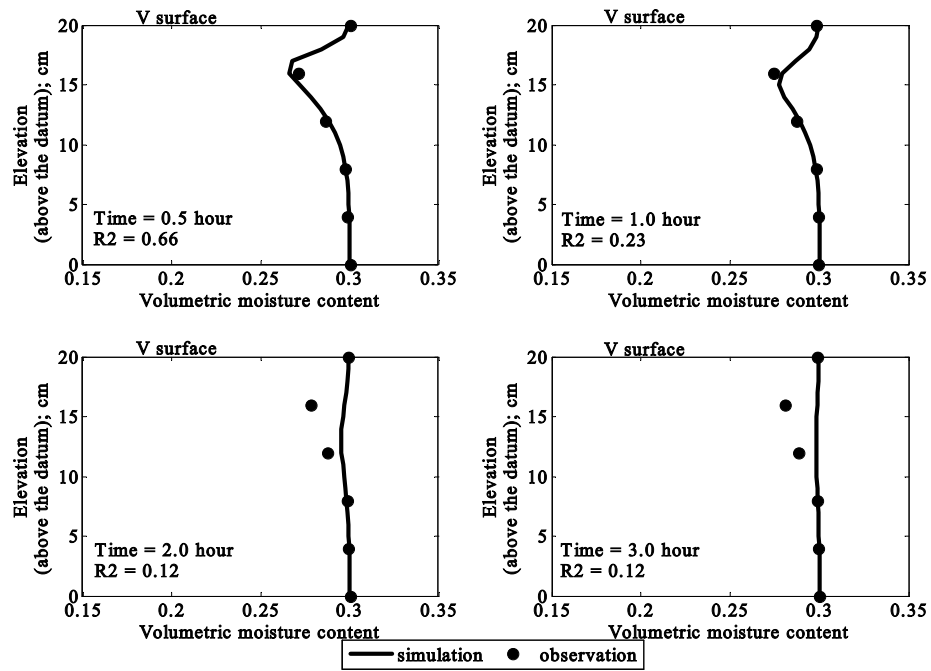 V surface
20
15
10
5
0
Elevation
(above the datum); cm
Time = 0.5 hour
R2 = 0.66
0.15 0.2 0.25 0.3 0.35
Volumetric moisture content
V surface
20
15
10
5
0
Elevation
(above the datum); cm
Time = 1.0 hour
R2 = 0.23
0.15 0.2 0.25 0.3 0.35
Volumetric moisture content
V surface
20
15
10
5
0
Elevation
(above the datum); cm
Time = 2.0 hour
R2 = 0.12
0.15 0.2 0.25 0.3 0.35
Volumetric moisture content
V surface
20
15
10
5
0
Elevation
(above the datum); cm
Time = 3.0 hour
R2 = 0.12
0.15 0.2 0.25 0.3 0.35
Volumetric moisture content
simulation observation